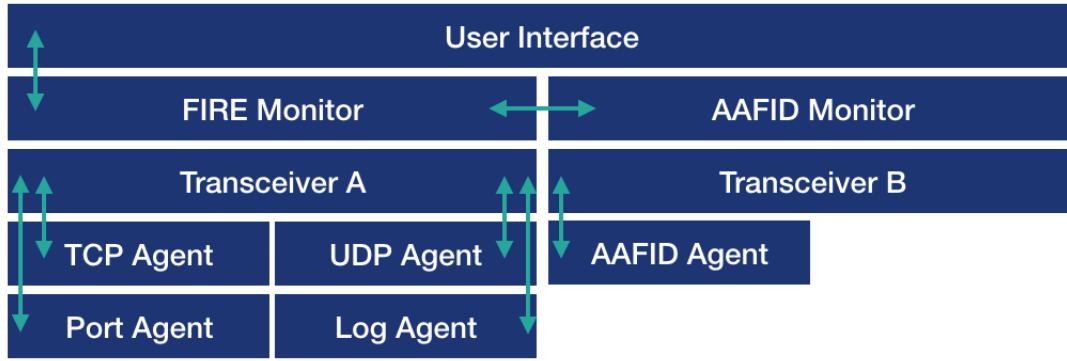 User Interface
FIRE Monitor
AAFID Monitor
Transceiver A
Transceiver B
TCP Agent
UDP Agent
AAFID Agent
Port Agent
Log Agent